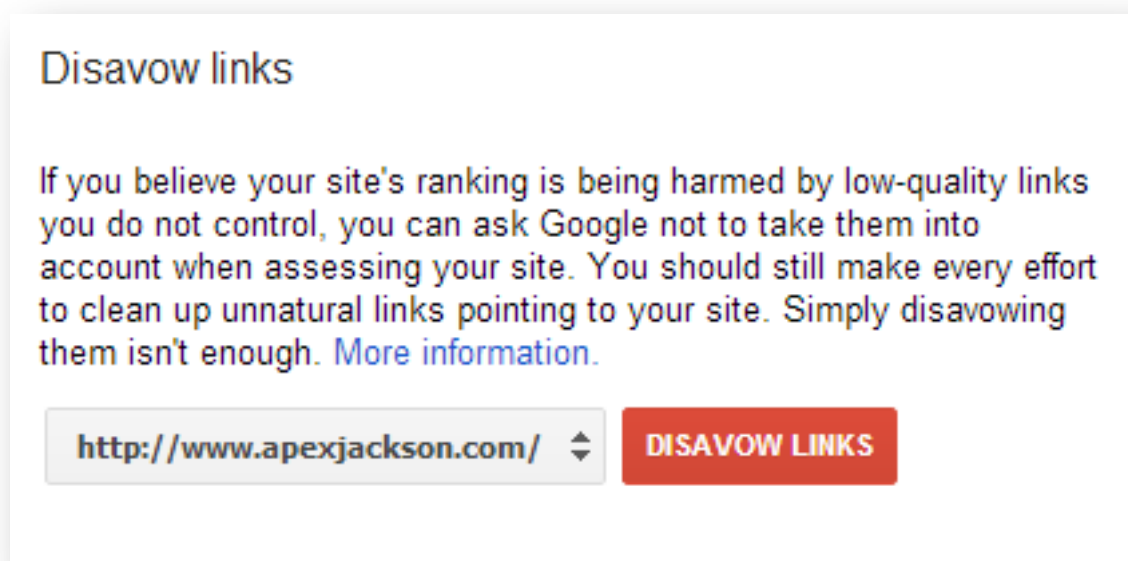 Disavow links
If you believe your site's ranking is being harmed by low-quality links
you do not control, you can ask Google not to take them into
account when assessing your site. You should still make every effort
to clean up unnatural links pointing to your site. Simply disavowing
them isn't enough. More information.
http://www.apexjackson.com/ DISAVOW LINKS